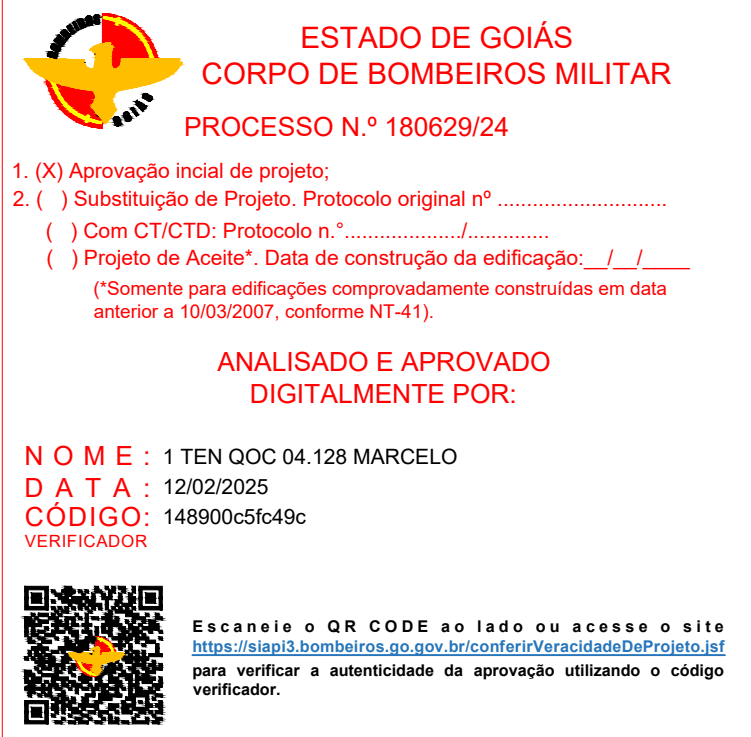 BOMBEIROS
GOIÁS
ESTADO DE GOIÁS
CORPO DE BOMBEIROS MILITAR
PROCESSO N.º 180629/24
1. (X) Aprovação incial de projeto;
2. ( ) Substituição de Projeto. Protocolo original nº .............................
( ) Com CT/CTD: Protocolo n.°..................../..............
( ) Projeto de Aceite*. Data de construção da edificação:__/__/____
(*Somente para edificações comprovadamente construídas em data
anterior a 10/03/2007, conforme NT-41).
ANALISADO E APROVADO
DIGITALMENTE POR:
NOME: 1 TEN QOC 04.128 MARCELO
DATA: 12/02/2025
CÓDIGO: 148900c5fc49c
VERIFICADOR
Escaneie o QR CODE ao lado ou acesse o site
https://siapi3.bombeiros.go.gov.br/conferirVeracidadeDeProjeto.jsf
para verificar a autenticidade da aprovação utilizando o código
verificador.